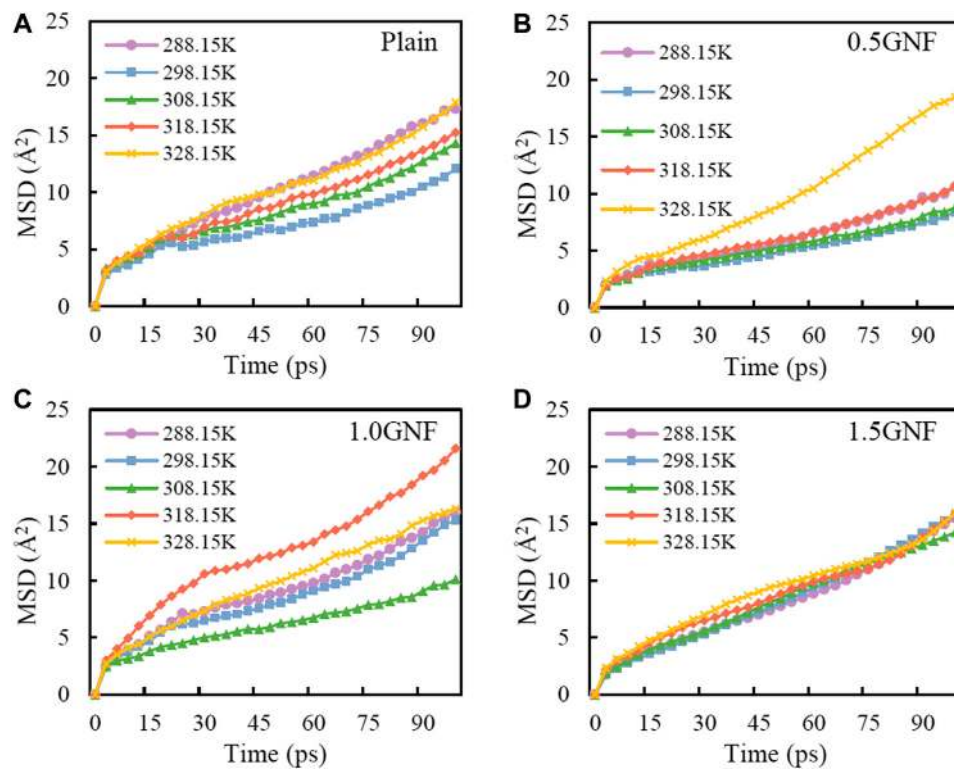 A
Plain
288.15K
298.15K
308.15K
318.15K
328.15K
MSD (Å²)
25
20
15
10
5
0
0 15 30 45 60 75 90
Time (ps)
B
0.5GNF
288.15K
298.15K
308.15K
318.15K
328.15K
MSD (Å²)
25
20
15
10
5
0
0 15 30 45 60 75 90
Time (ps)
C
1.0GNF
288.15K
298.15K
308.15K
318.15K
328.15K
MSD (Å²)
25
20
15
10
5
0
0 15 30 45 60 75 90
Time (ps)
D
1.5GNF
288.15K
298.15K
308.15K
318.15K
328.15K
MSD (Å²)
25
20
15
10
5
0
0 15 30 45 60 75 90
Time (ps)